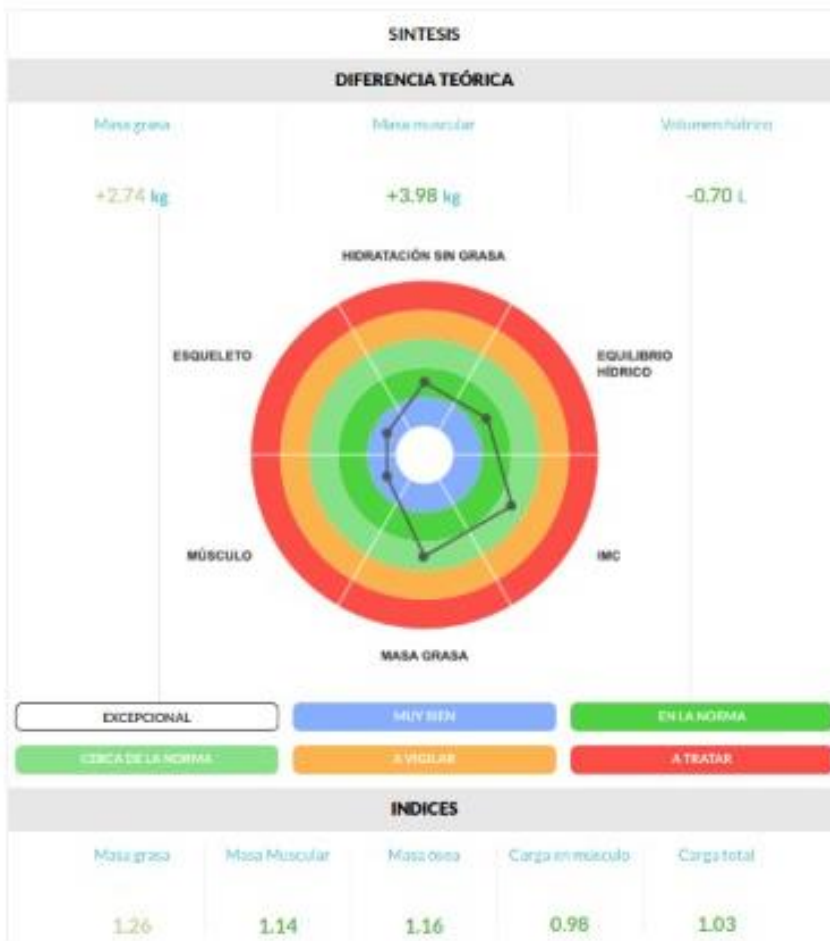 SINTESIS
DIFERENCIA TEÓRICA
Masa grasa Masa muscular Volumen hídrico
+2.74 kg +3.98 kg -0.70 L
HIDRATACIÓN SIN GRASA
ESQUELETO EQUILIBRIO
HÍDRICO
MÚSCULO IMC
MASA GRASA
EXCEPCIONAL MUY BIEN EN LA NORMA
CERCA DE LA NORMA A VIGILAR A TRATAR
INDICES
Masa grasa Masa Muscular Masa ósea Carga en músculo Carga total
1.26 1.14 1.16 0.98 1.03